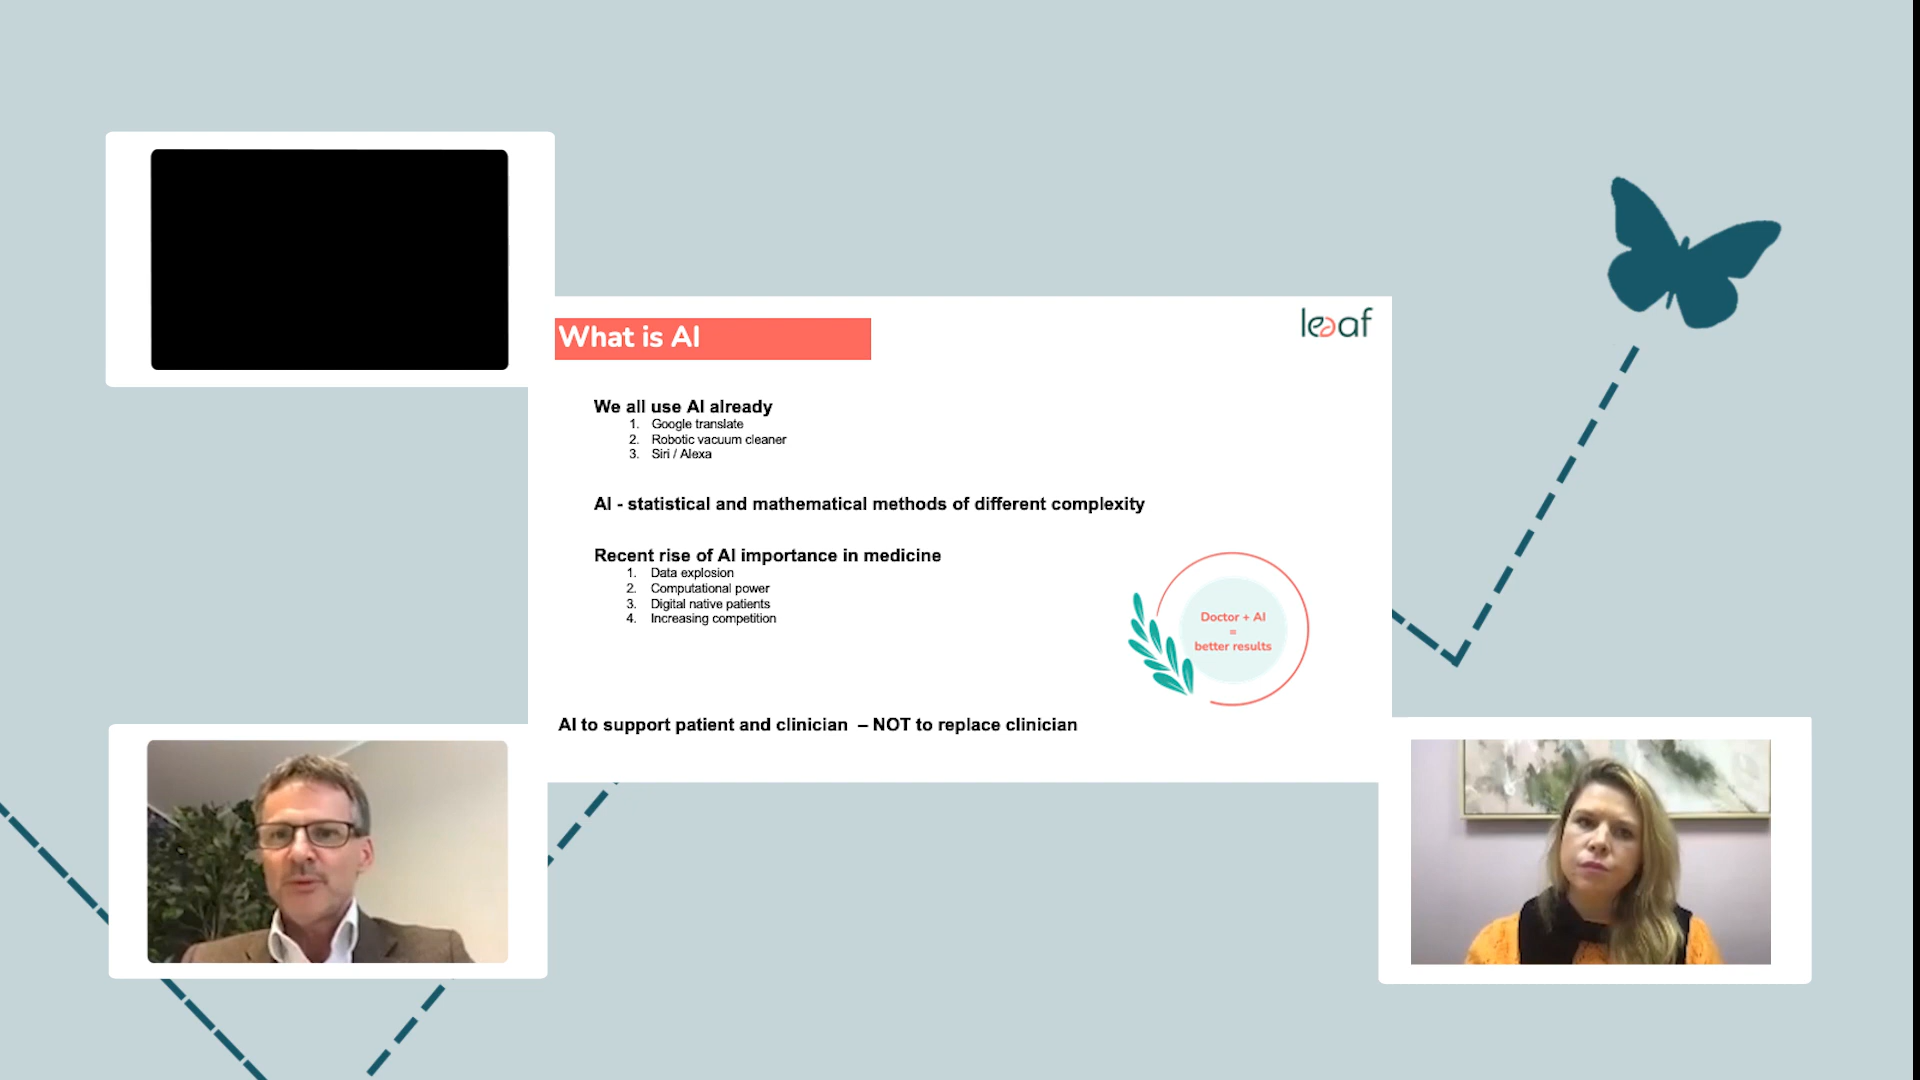 What is AI
leaf
We all use AI already
1. Google translate
2. Robotic vacuum cleaner
3. Siri / Alexa
AI - statistical and mathematical methods of different complexity
Recent rise of AI importance in medicine
1. Data explosion
2. Computational power
3. Digital native patients
4. Increasing competition
Doctor + AI
=
better results
AI to support patient and clinician – NOT to replace clinician